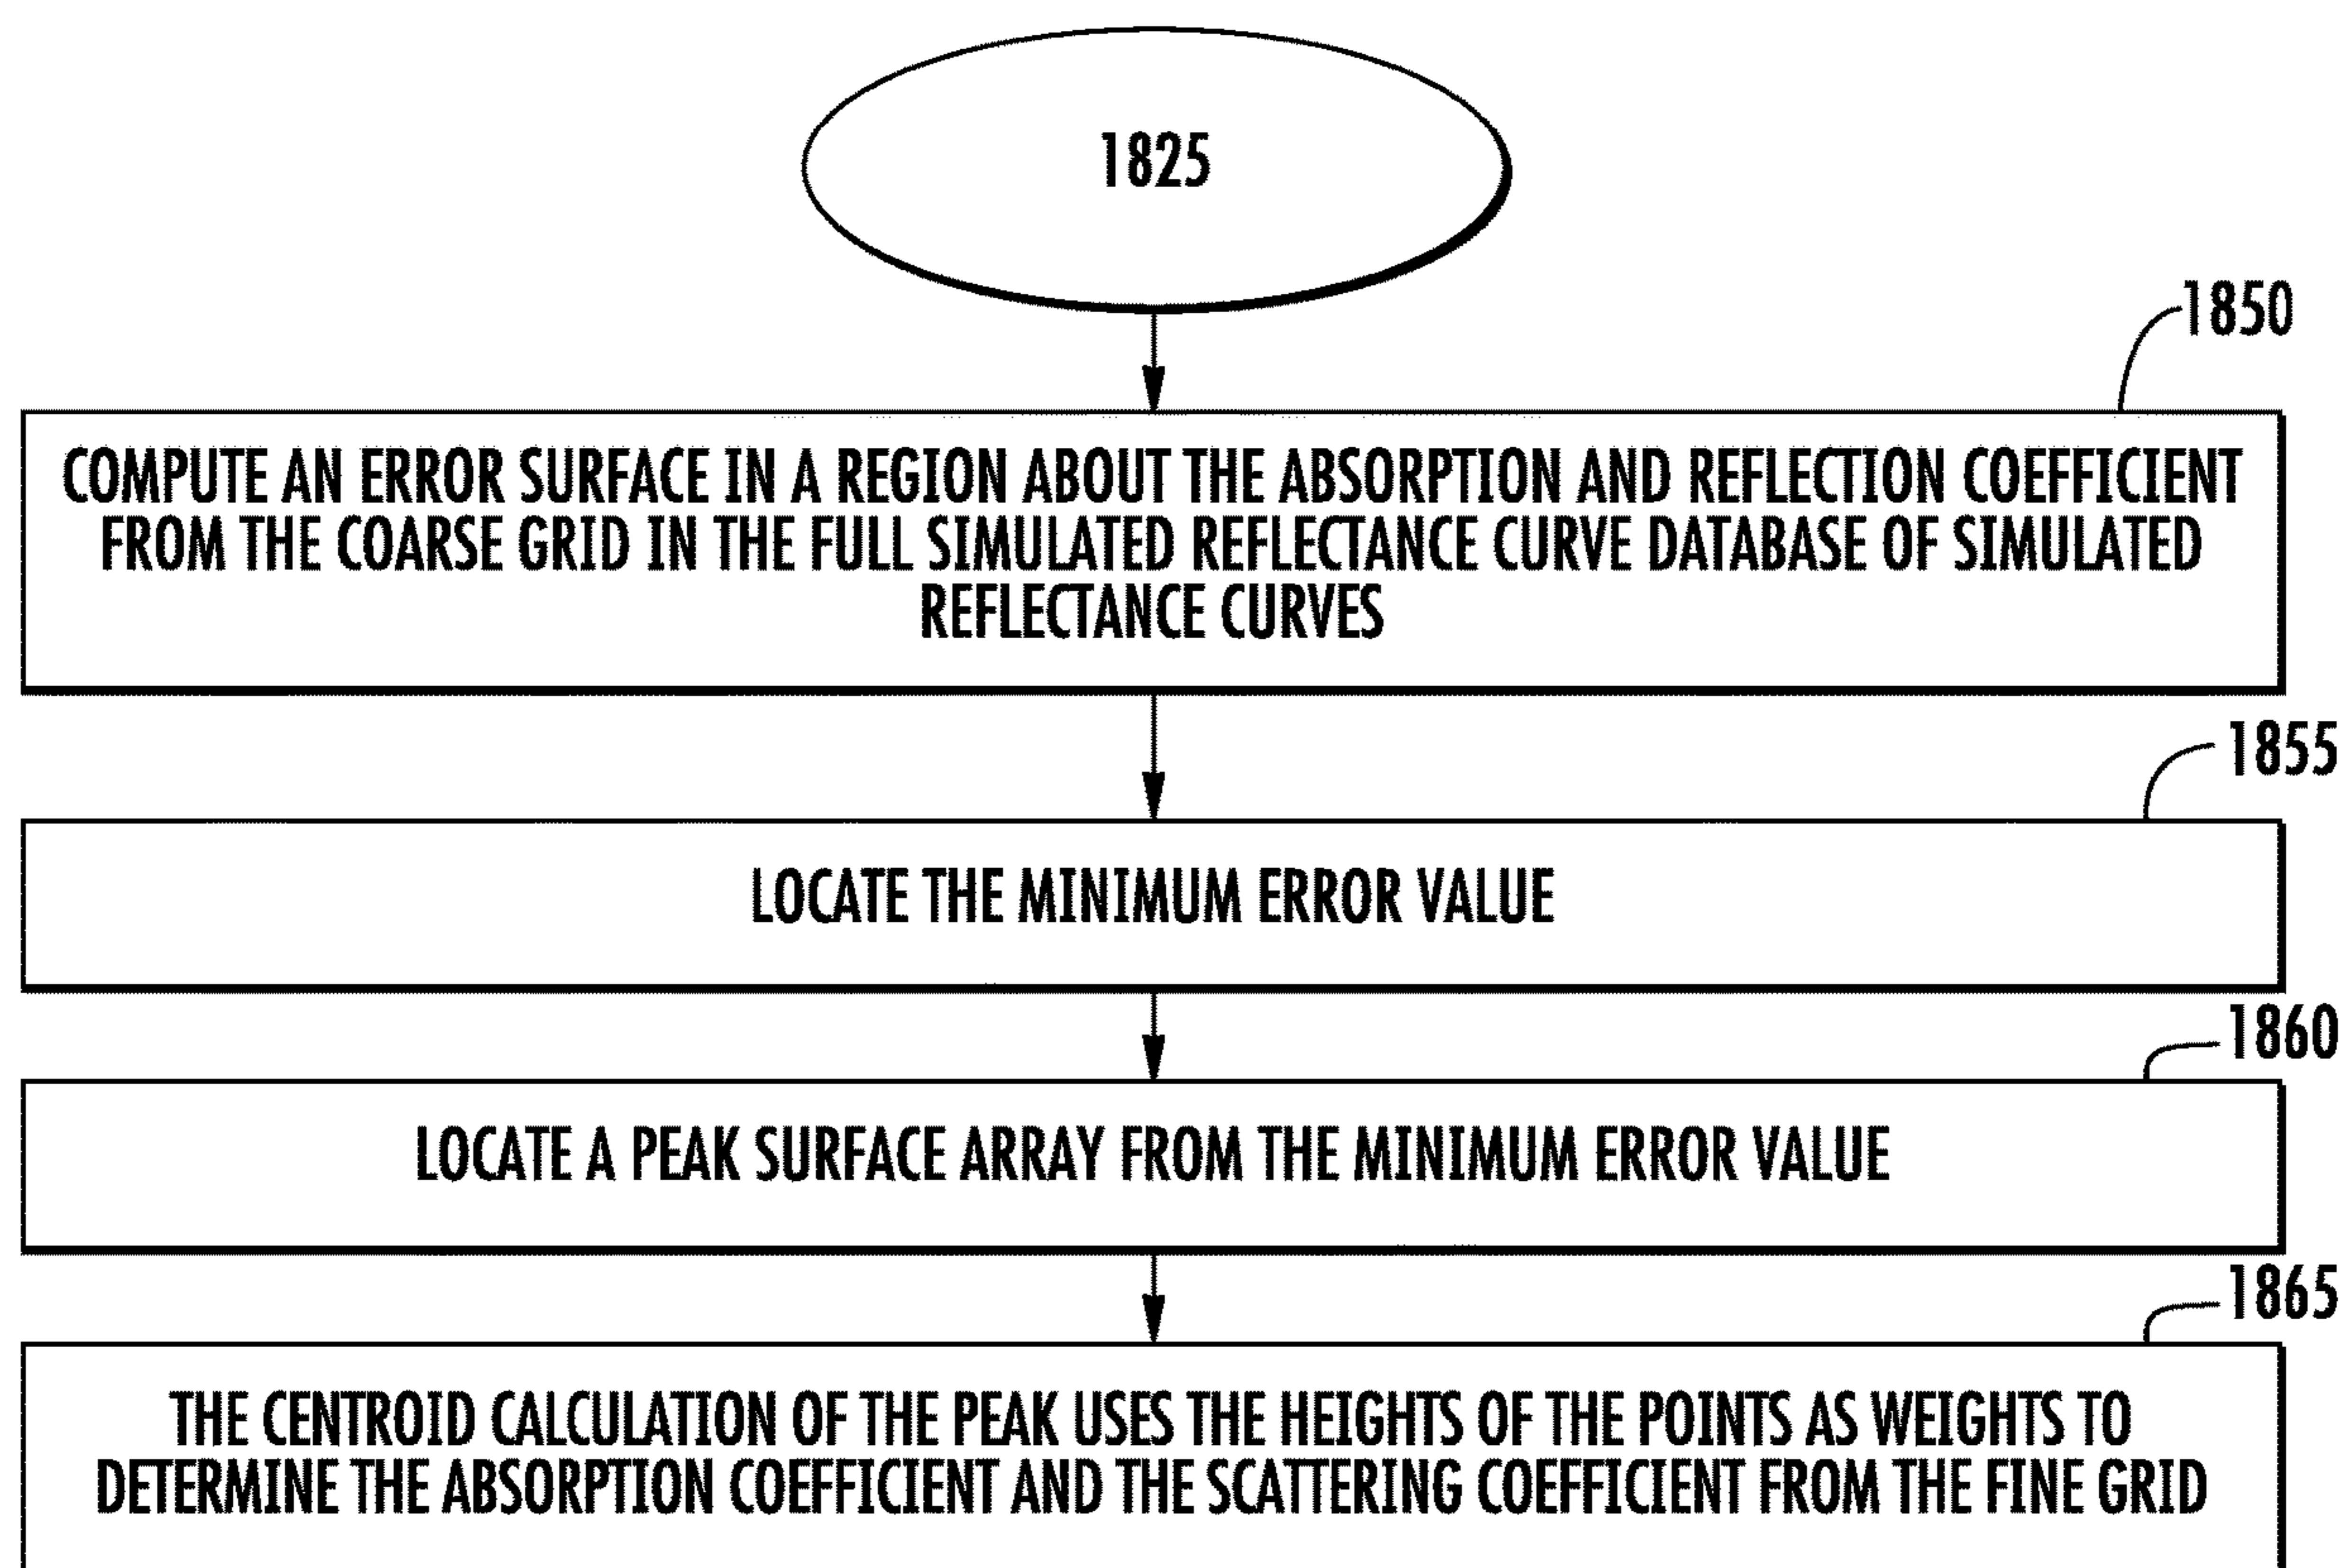 1825
1850
COMPUTE AN ERROR SURFACE IN A REGION ABOUT THE ABSORPTION AND REFLECTION COEFFICIENT
FROM THE COARSE GRID IN THE FULL SIMULATED REFLECTANCE CURVE DATABASE OF SIMULATED
REFLECTANCE CURVES
1855
LOCATE THE MINIMUM ERROR VALUE
1860
LOCATE A PEAK SURFACE ARRAY FROM THE MINIMUM ERROR VALUE
1865
THE CENTROID CALCULATION OF THE PEAK USES THE HEIGHTS OF THE POINTS AS WEIGHTS TO
DETERMINE THE ABSORPTION COEFFICIENT AND THE SCATTERING COEFFICIENT FROM THE FINE GRID